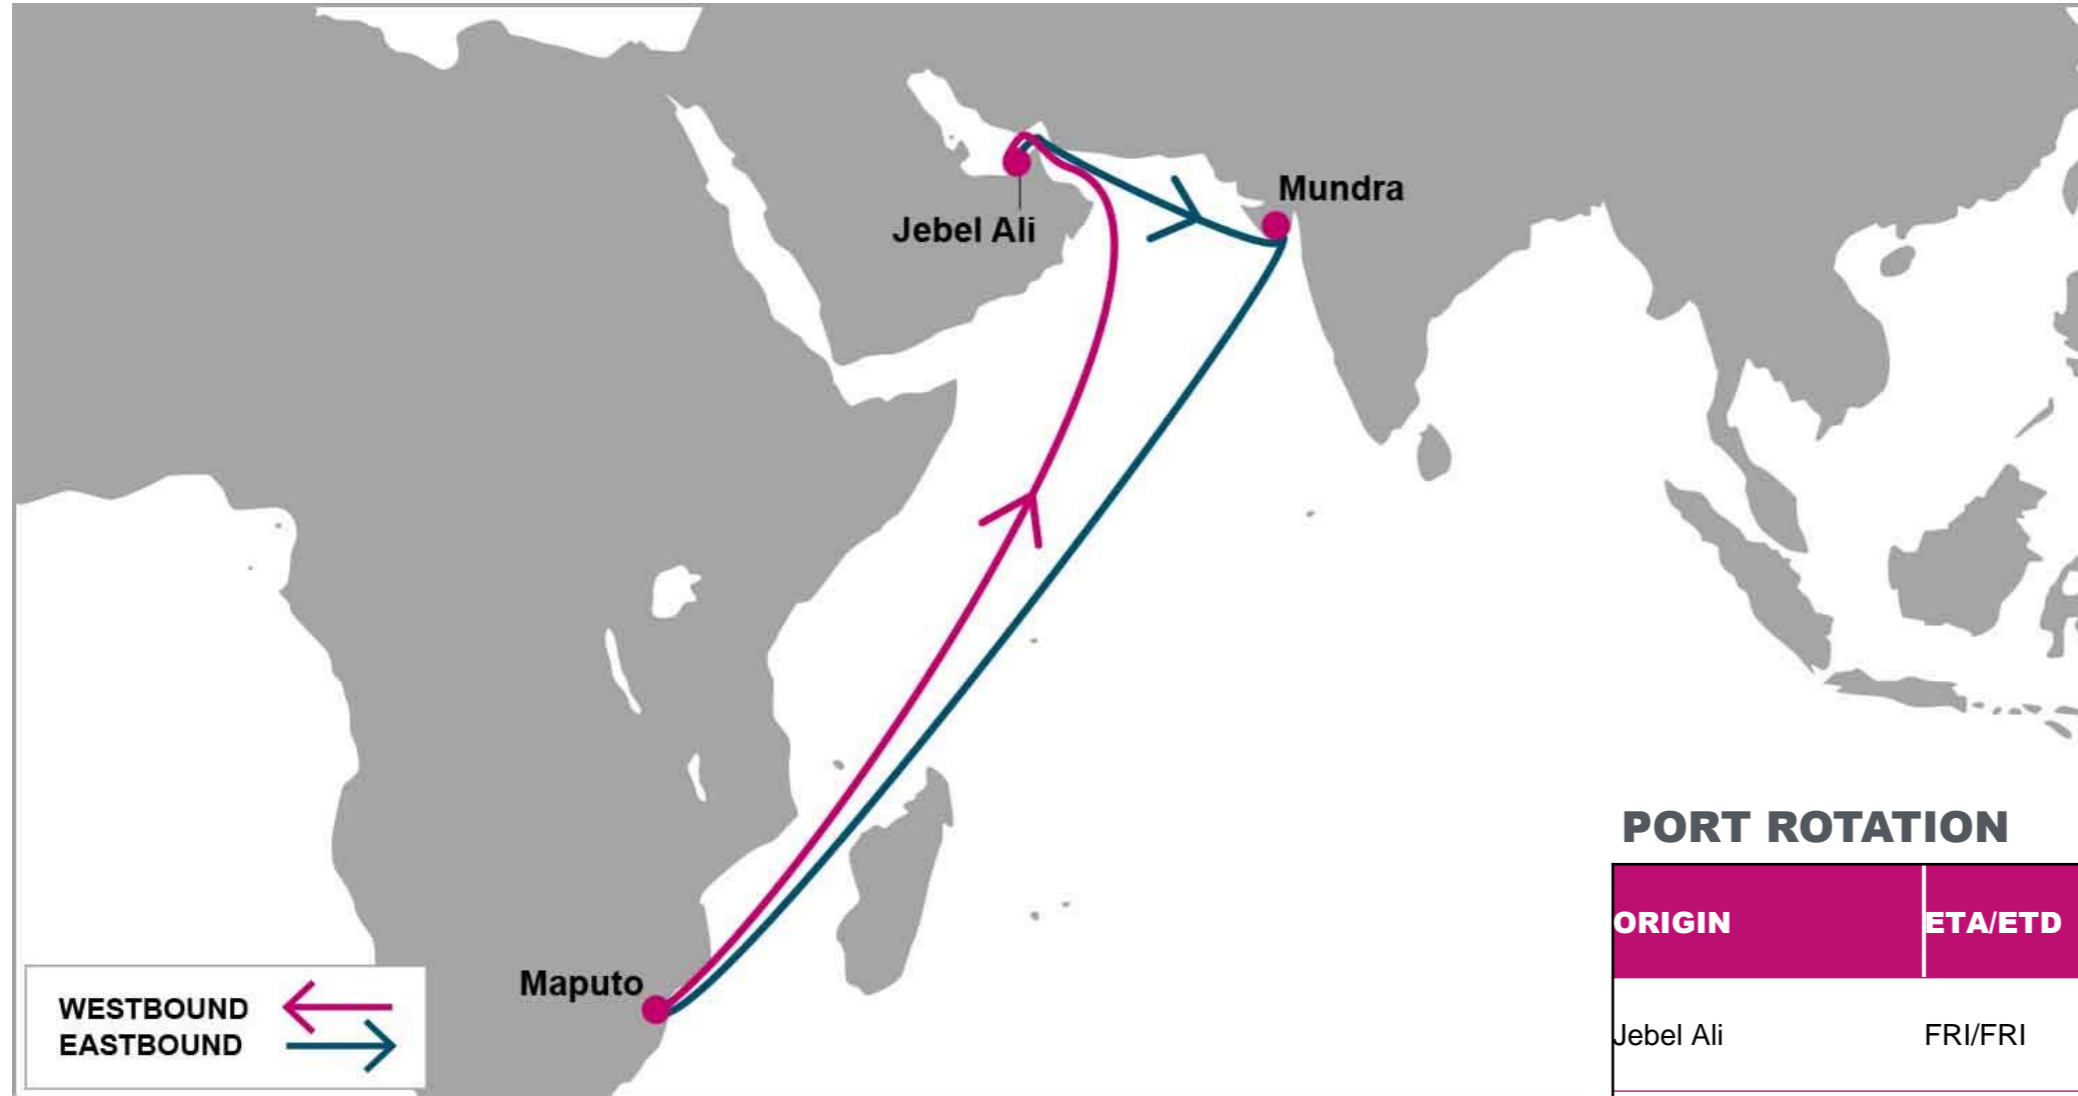 Mundra
Jebel Ali
Maputo
WESTBOUND
EASTBOUND
PORT ROTATION
ORIGIN ETA/ETD
Jebel Ali FRI/FRI